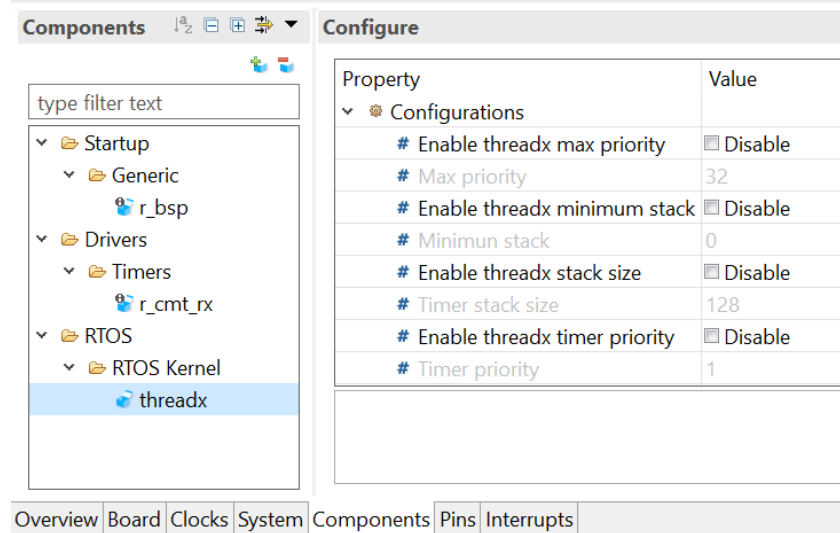 Components
Configure
type filter text
Startup
Generic
r_bsp
Drivers
Timers
r_cmt_rx
RTOS
RTOS Kernel
threadx
Property Value
Configurations
# Enable threadx max priority Disable
# Max priority 32
# Enable threadx minimum stack Disable
# Minimun stack 0
# Enable threadx stack size Disable
# Timer stack size 128
# Enable threadx timer priority Disable
# Timer priority 1
Overview Board Clocks System Components Pins Interrupts